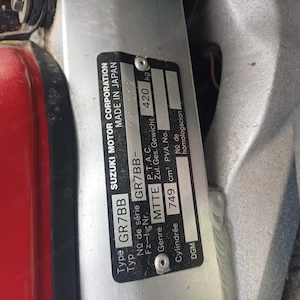 SUZUKI MOTOR CORPORATION
MADE IN JAPAN
Type
Typ
GR7BB
No de série
Fz-I-Nr.
GR7BB-
Genre
MTTE
P.T.A.C.
Zul. Ges. Gewicht
420
kg
Cylindrée
749
cm³
P.V.A. No
No de
homologacion
DGM